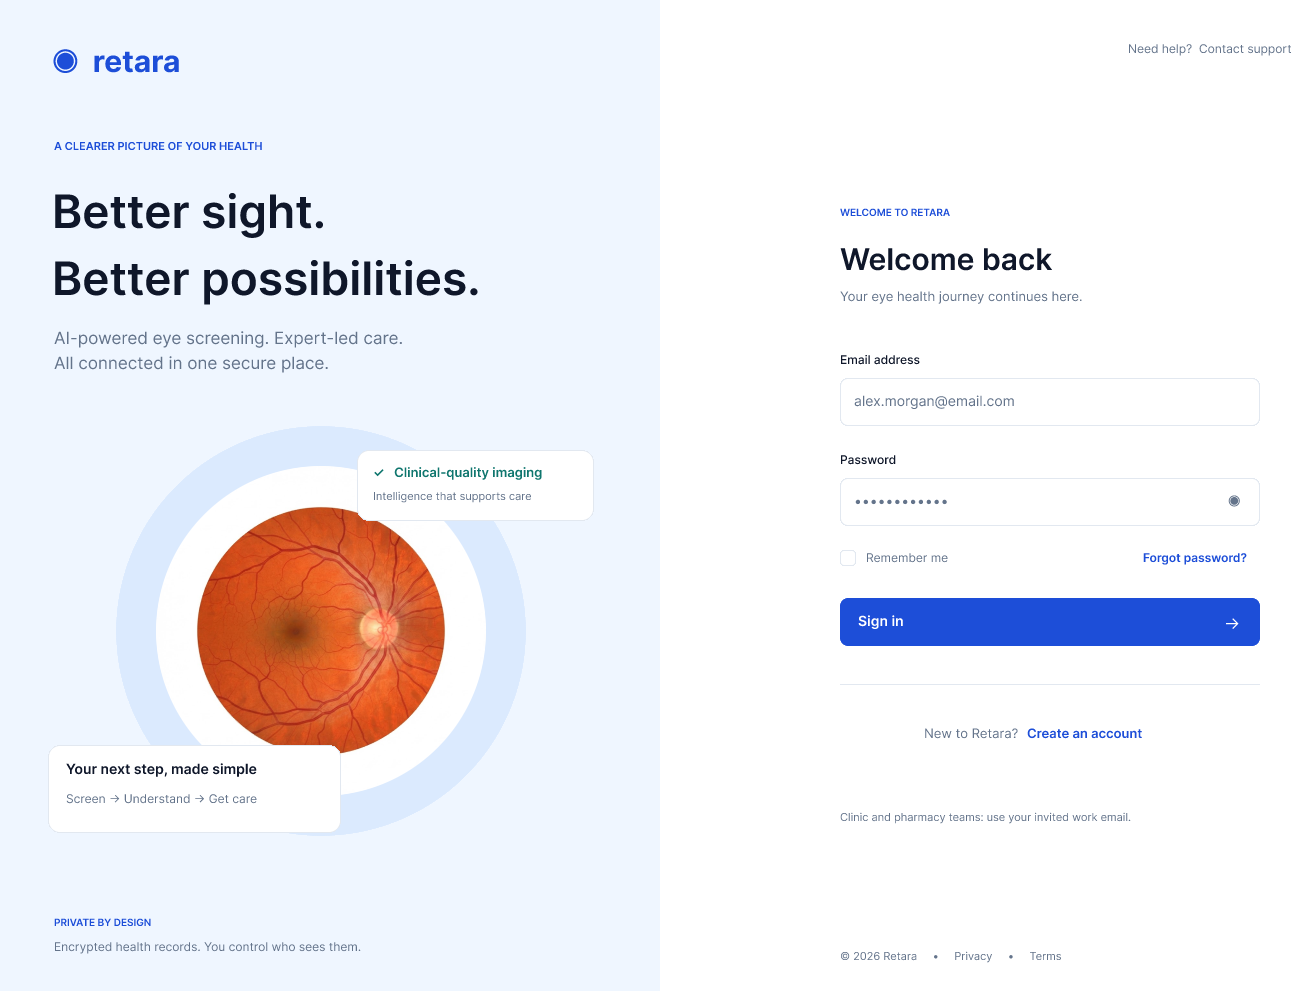 retara
A CLEARER PICTURE OF YOUR HEALTH
Better sight.
Better possibilities.
AI-powered eye screening. Expert-led care.
All connected in one secure place.
✓ Clinical-quality imaging
Intelligence that supports care
Your next step, made simple
Screen → Understand → Get care
PRIVATE BY DESIGN
Encrypted health records. You control who sees them.
Need help? Contact support
WELCOME TO RETARA
Welcome back
Your eye health journey continues here.
Email address
alex.morgan@email.com
Password
••••••••••••
Remember me
Forgot password?
Sign in →
New to Retara? Create an account
Clinic and pharmacy teams: use your invited work email.
© 2026 Retara • Privacy • Terms